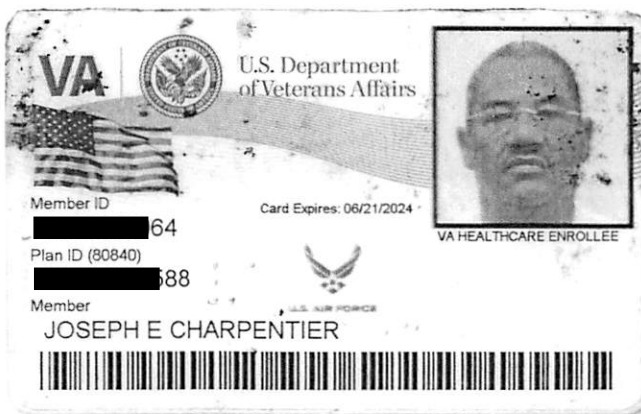 VA
U.S. Department
of Veterans Affairs
Member ID
64
Card Expires: 06/21/2024
VA HEALTHCARE ENROLLEE
Plan ID (80840)
688
Member
U.S. AIR FORCE
JOSEPH E CHARPENTIER